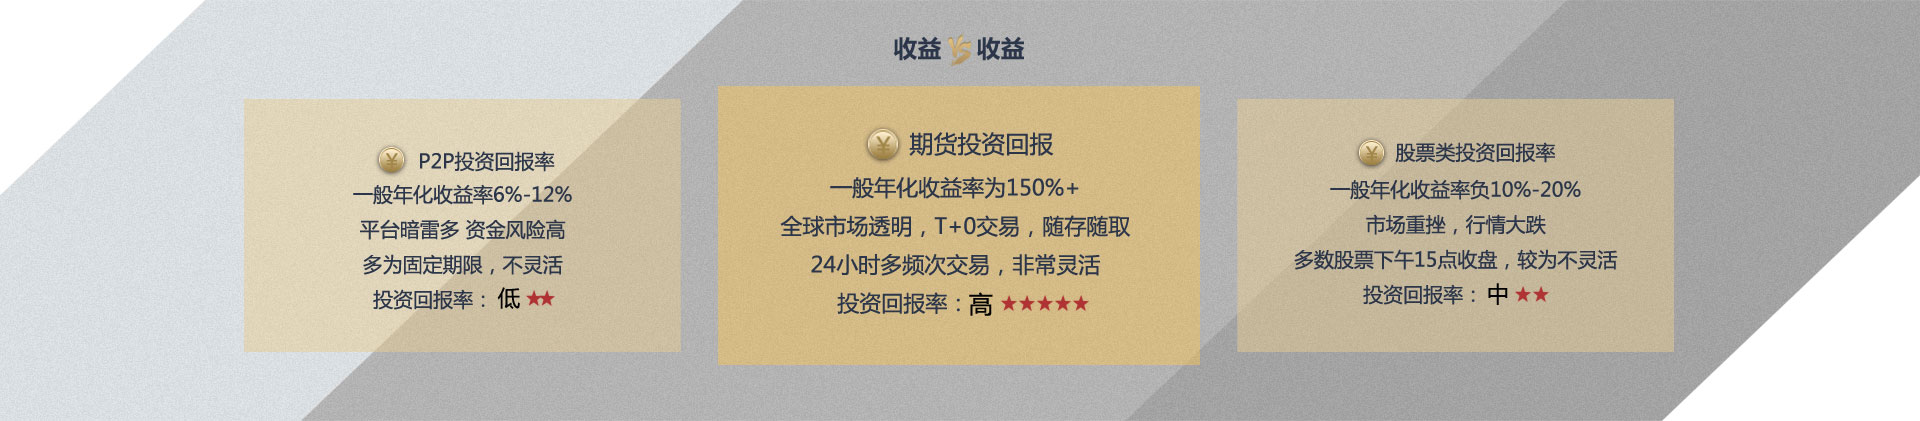 收益 VS 收益
¥ P2P投资回报率
一般年化收益率6%-12%
平台暗雷多 资金风险高
多为固定期限，不灵活
投资回报率： 低 ★★
¥ 期货投资回报
一般年化收益率为150%+
全球市场透明，T+0交易，随存随取
24小时多频次交易，非常灵活
投资回报率：高 ★★★★★
¥ 股票类投资回报率
一般年化收益率负10%-20%
市场重挫，行情大跌
多数股票下午15点收盘，较为不灵活
投资回报率： 中 ★★